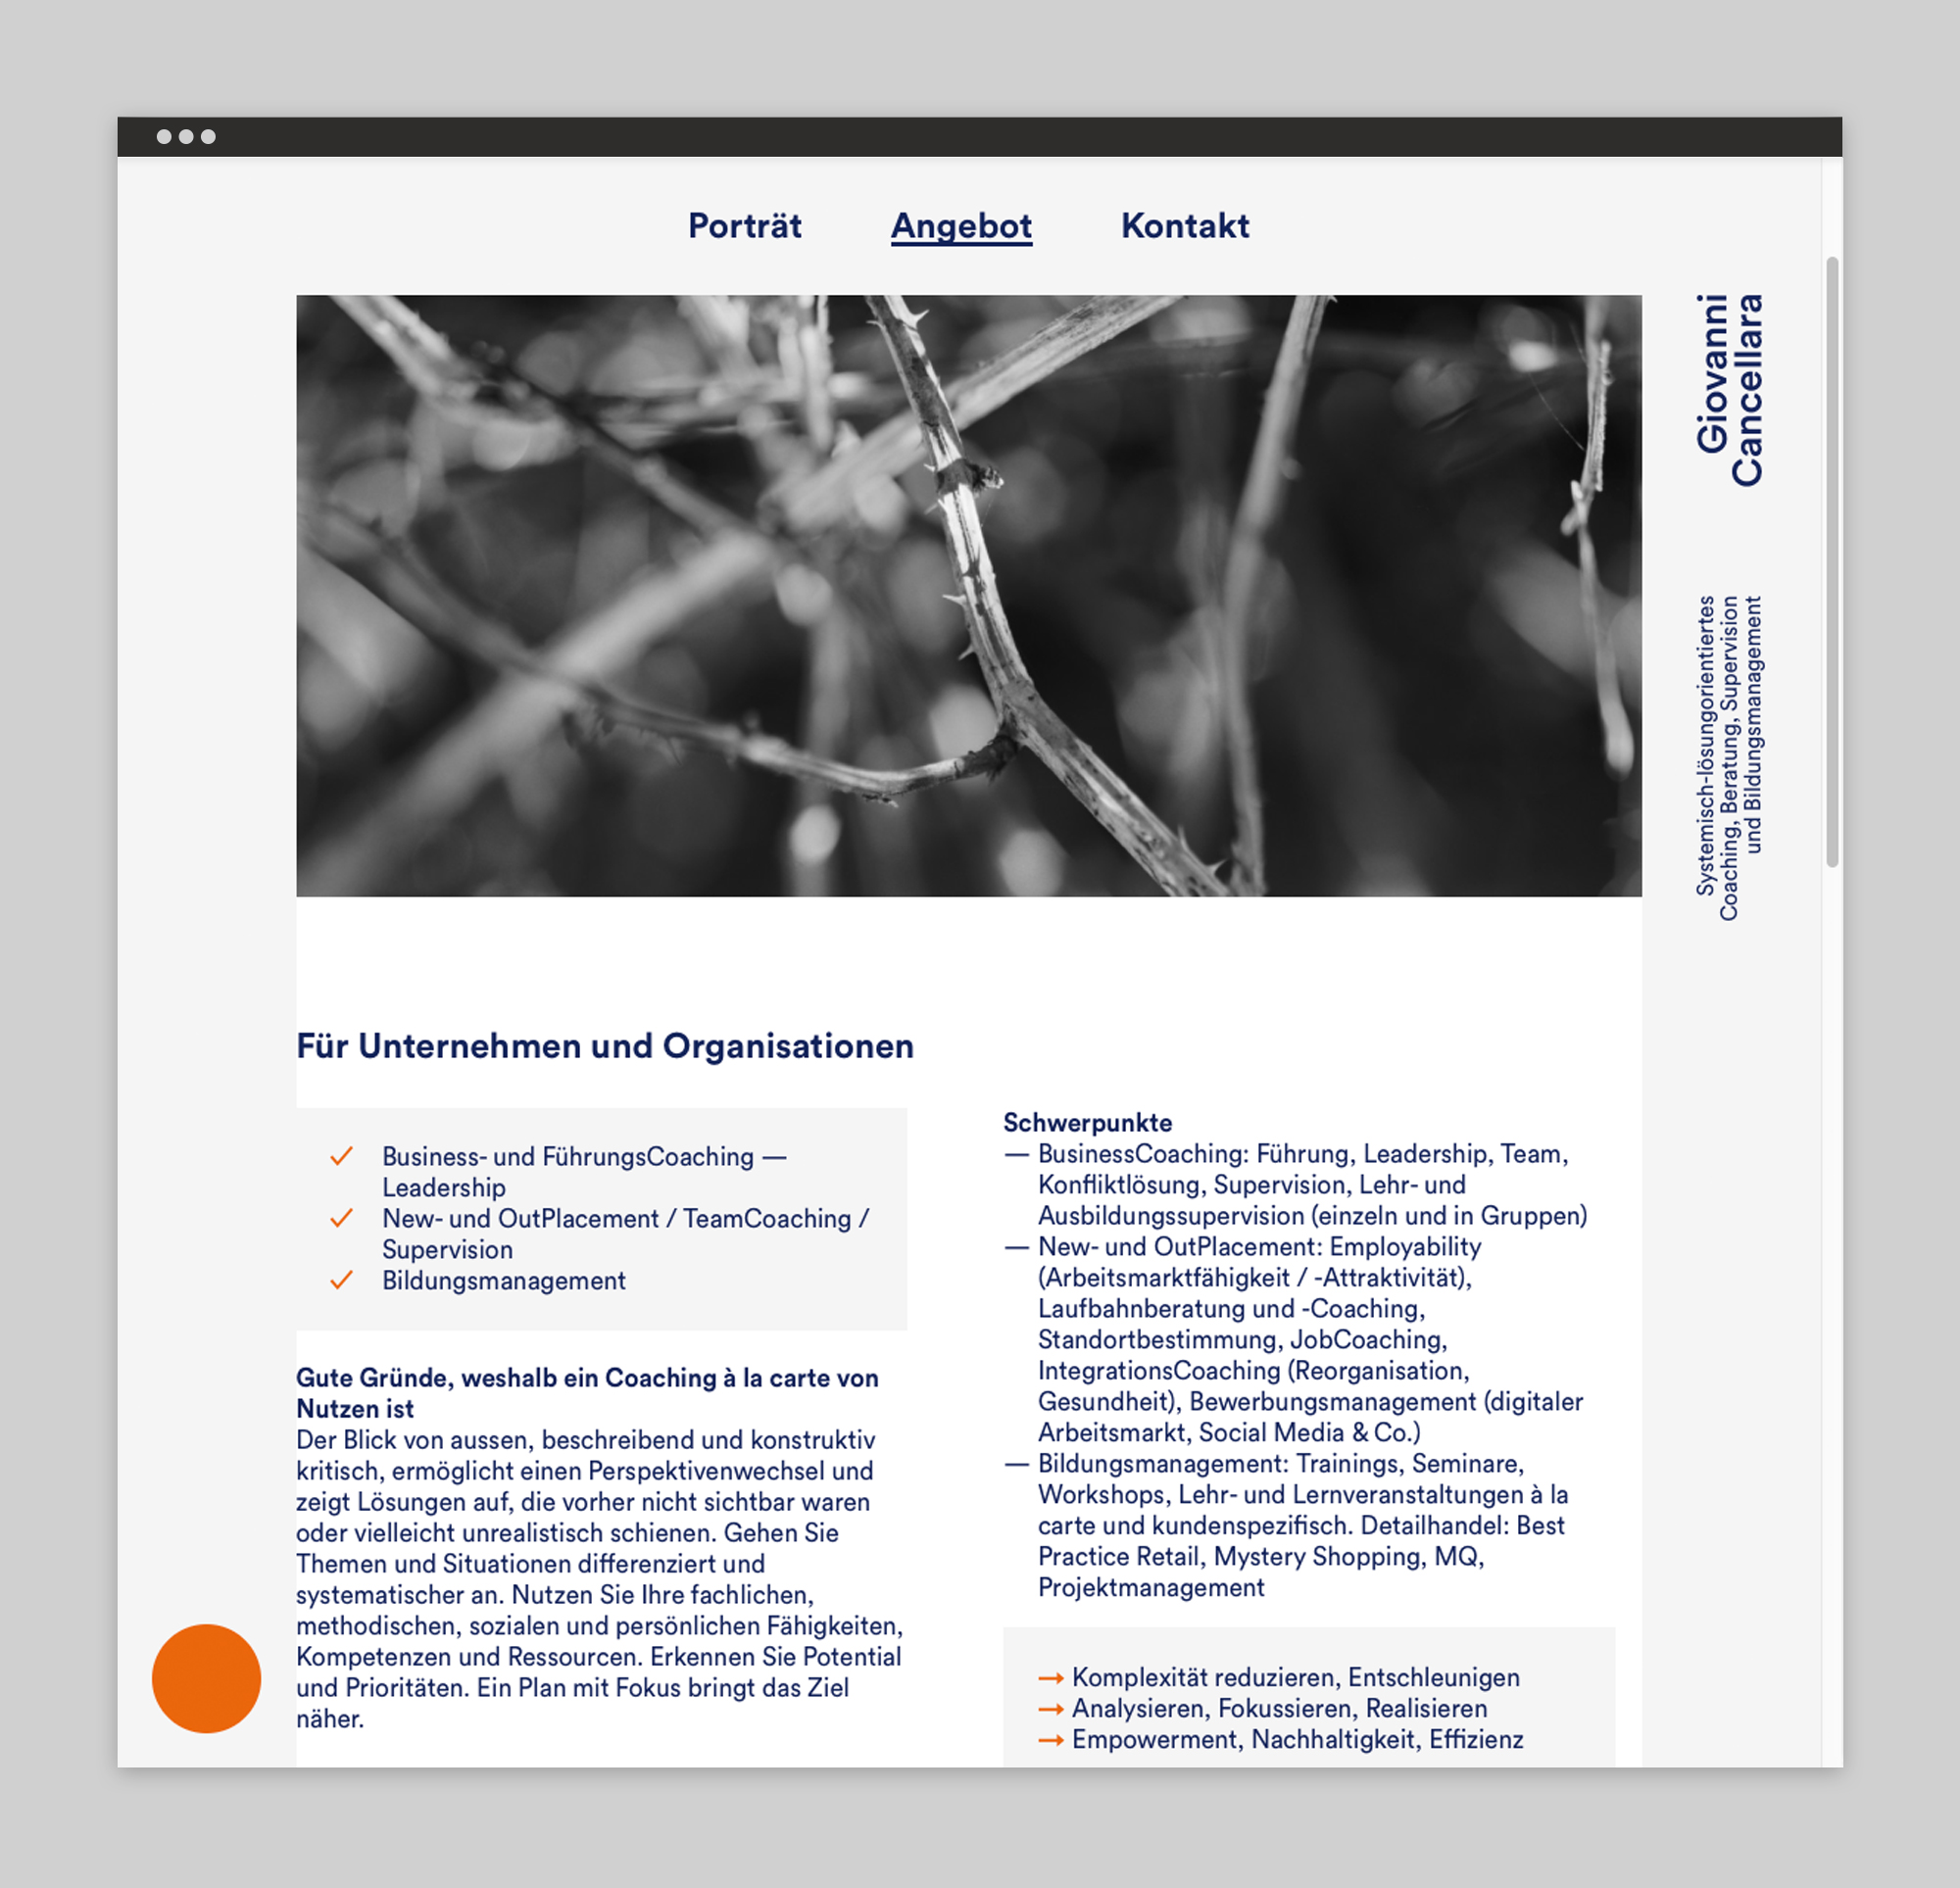 Porträt
Angebot
Kontakt
Giovanni
Cancellara
Systemisch-lösungorientiertes
Coaching, Beratung, Supervision
und Bildungsmanagement
Für Unternehmen und Organisationen
Business- und FührungsCoaching —
Leadership
New- und OutPlacement / TeamCoaching /
Supervision
Bildungsmanagement
Gute Gründe, weshalb ein Coaching à la carte von
Nutzen ist
Der Blick von aussen, beschreibend und konstruktiv
kritisch, ermöglicht einen Perspektivenwechsel und
zeigt Lösungen auf, die vorher nicht sichtbar waren
oder vielleicht unrealistisch schienen. Gehen Sie
Themen und Situationen differenziert und
systematischer an. Nutzen Sie Ihre fachlichen,
methodischen, sozialen und persönlichen Fähigkeiten,
Kompetenzen und Ressourcen. Erkennen Sie Potential
und Prioritäten. Ein Plan mit Fokus bringt das Ziel
näher.
Schwerpunkte
— BusinessCoaching: Führung, Leadership, Team,
Konfliktlösung, Supervision, Lehr- und
Ausbildungssupervision (einzeln und in Gruppen)
— New- und OutPlacement: Employability
(Arbeitsmarktfähigkeit / -Attraktivität),
Laufbahnberatung und -Coaching,
Standortbestimmung, JobCoaching,
IntegrationsCoaching (Reorganisation,
Gesundheit), Bewerbungsmanagement (digitaler
Arbeitsmarkt, Social Media & Co.)
— Bildungsmanagement: Trainings, Seminare,
Workshops, Lehr- und Lernveranstaltungen à la
carte und kundenspezifisch. Detailhandel: Best
Practice Retail, Mystery Shopping, MQ,
Projektmanagement
→ Komplexität reduzieren, Entschleunigen
→ Analysieren, Fokussieren, Realisieren
→ Empowerment, Nachhaltigkeit, Effizienz